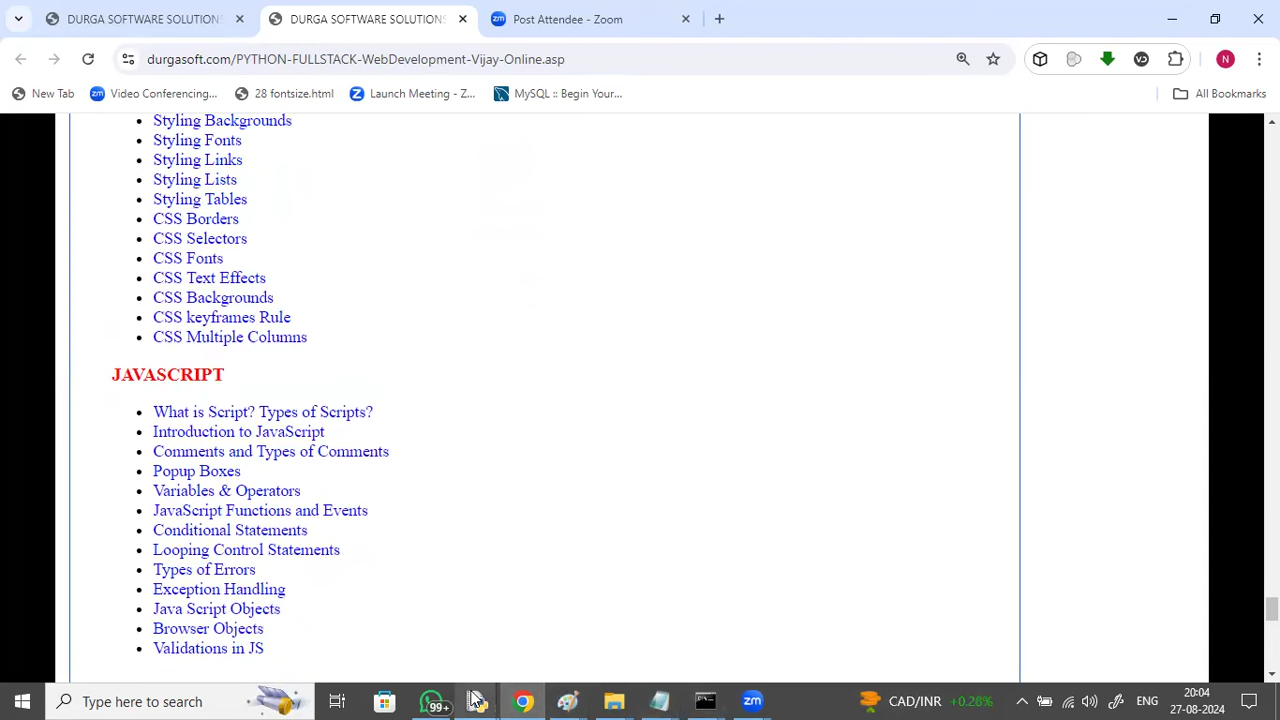 DURGA SOFTWARE SOLUTIONS
DURGA SOFTWARE SOLUTIONS
Post Attendee - Zoom
durgasoft.com/PYTHON-FULLSTACK-WebDevelopment-Vijay-Online.asp
N
New Tab
Video Conferencing...
28 fontsize.html
Launch Meeting - Z...
MySQL :: Begin Your...
All Bookmarks
Styling Backgrounds
Styling Fonts
Styling Links
Styling Lists
Styling Tables
CSS Borders
CSS Selectors
CSS Fonts
CSS Text Effects
CSS Backgrounds
CSS keyframes Rule
CSS Multiple Columns
JAVASCRIPT
What is Script? Types of Scripts?
Introduction to JavaScript
Comments and Types of Comments
Popup Boxes
Variables & Operators
JavaScript Functions and Events
Conditional Statements
Looping Control Statements
Types of Errors
Exception Handling
Java Script Objects
Browser Objects
Validations in JS
Type here to search
99+
zm
CAD/INR +0.28%
ENG
20:04
27-08-2024